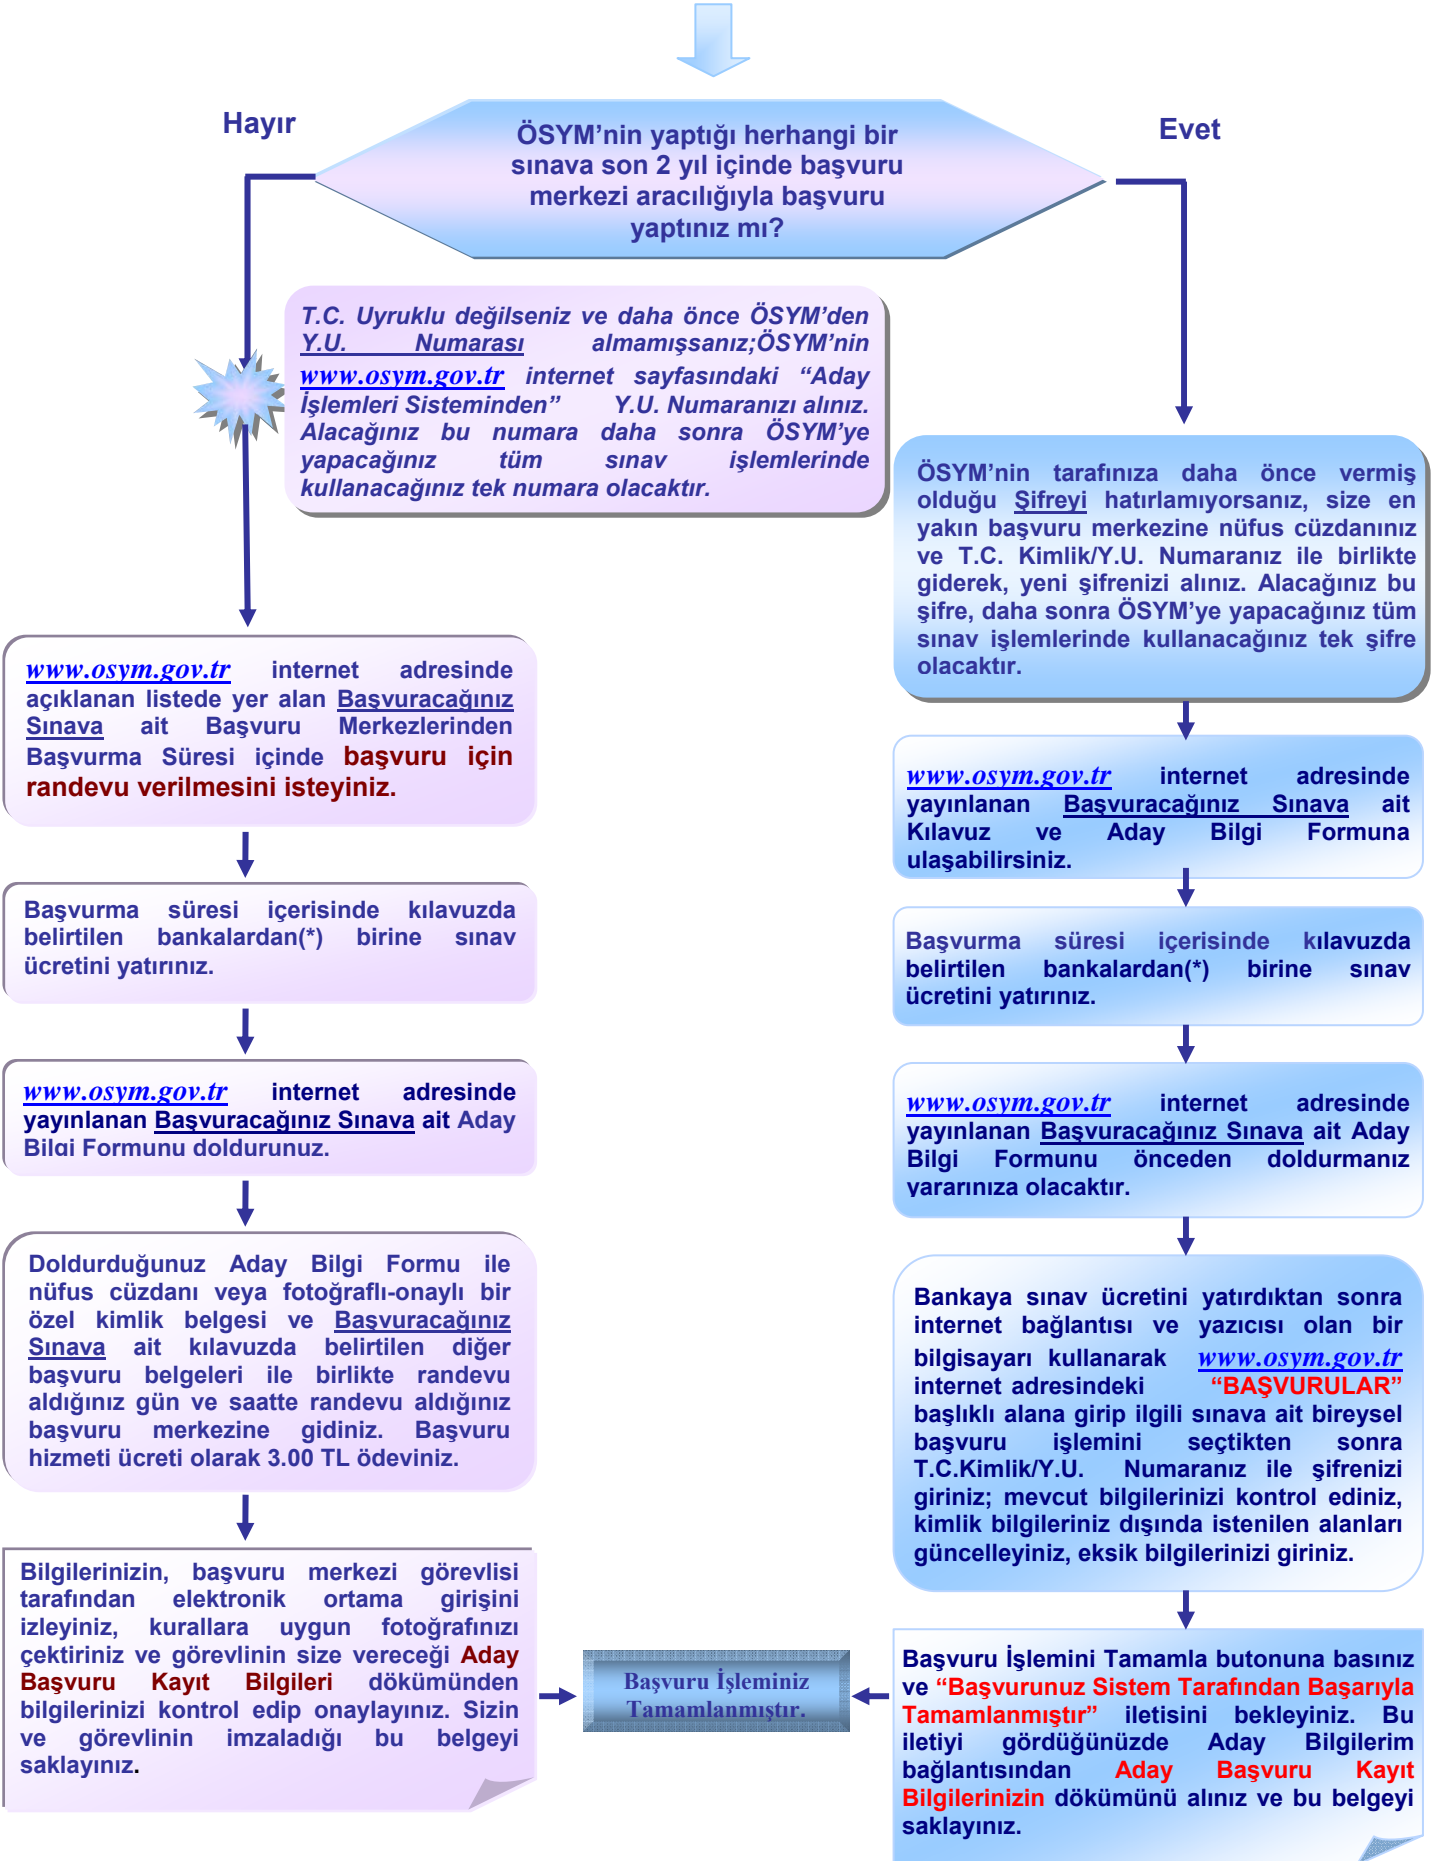 Hayır
Evet
ÖSYM’nin yaptığı herhangi bir
sınava son 2 yıl içinde başvuru
merkezi aracılığıyla başvuru
yaptınız mı?
T.C. Uyruklu değilseniz ve daha önce ÖSYM’den
Y.U. Numarası almamışsanız;ÖSYM’nin
www.osym.gov.tr internet sayfasındaki “Aday
İşlemleri Sisteminden” Y.U. Numaranızı alınız.
Alacağınız bu numara daha sonra ÖSYM’ye
yapacağınız tüm sınav işlemlerinde
kullanacağınız tek numara olacaktır.
www.osym.gov.tr internet adresinde
açıklanan listede yer alan Başvuracağınız
Sınava ait Başvuru Merkezlerinden
Başvurma Süresi içinde başvuru için
randevu verilmesini isteyiniz.
Başvurma süresi içerisinde kılavuzda
belirtilen bankalardan(*) birine sınav
ücretini yatırınız.
www.osym.gov.tr internet adresinde
yayınlanan Başvuracağınız Sınava ait Aday
Bilgi Formunu doldurunuz.
Doldurduğunuz Aday Bilgi Formu ile
nüfus cüzdanı veya fotoğraflı-onaylı bir
özel kimlik belgesi ve Başvuracağınız
Sınava ait kılavuzda belirtilen diğer
başvuru belgeleri ile birlikte randevu
aldığınız gün ve saatte randevu aldığınız
başvuru merkezine gidiniz. Başvuru
hizmeti ücreti olarak 3.00 TL ödeyiniz.
Bilgilerinizin, başvuru merkezi görevlisi
tarafından elektronik ortama girişini
izleyiniz, kurallara uygun fotoğrafınızı
çektiriniz ve görevlinin size vereceği Aday
Başvuru Kayıt Bilgileri dökümünden
bilgilerinizi kontrol edip onaylayınız. Sizin
ve görevlinin imzaladığı bu belgeyi
saklayınız.
ÖSYM’nin tarafınıza daha önce vermiş
olduğu Şifreyi hatırlamıyorsanız, size en
yakın başvuru merkezine nüfus cüzdanınız
ve T.C. Kimlik/Y.U. Numaranız ile birlikte
giderek, yeni şifrenizi alınız. Alacağınız bu
şifre, daha sonra ÖSYM’ye yapacağınız tüm
sınav işlemlerinde kullanacağınız tek şifre
olacaktır.
www.osym.gov.tr internet adresinde
yayınlanan Başvuracağınız Sınava ait
Kılavuz ve Aday Bilgi Formuna
ulaşabilirsiniz.
Başvurma süresi içerisinde kılavuzda
belirtilen bankalardan(*) birine sınav
ücretini yatırınız.
www.osym.gov.tr internet adresinde
yayınlanan Başvuracağınız Sınava ait Aday
Bilgi Formunu önceden doldurmanız
yararınıza olacaktır.
Bankaya sınav ücretini yatırdıktan sonra
internet bağlantısı ve yazıcısı olan bir
bilgisayarı kullanarak www.osym.gov.tr
internet adresindeki “BAŞVURULAR”
başlıklı alana girip ilgili sınava ait bireysel
başvuru işlemini seçtikten sonra
T.C.Kimlik/Y.U. Numaranız ile şifrenizi
giriniz; mevcut bilgilerinizi kontrol ediniz,
kimlik bilgileriniz dışında istenilen alanları
güncelleyiniz, eksik bilgilerinizi giriniz.
Başvuru İşlemini Tamamla butonuna basınız
ve “Başvurunuz Sistem Tarafından Başarıyla
Tamamlanmıştır” iletisini bekleyiniz. Bu
iletiyi gördüğünüzde Aday Bilgilerim
bağlantısından Aday Başvuru Kayıt
Bilgilerinizin dökümünü alınız ve bu belgeyi
saklayınız.
Başvuru İşleminiz
Tamamlanmıştır.